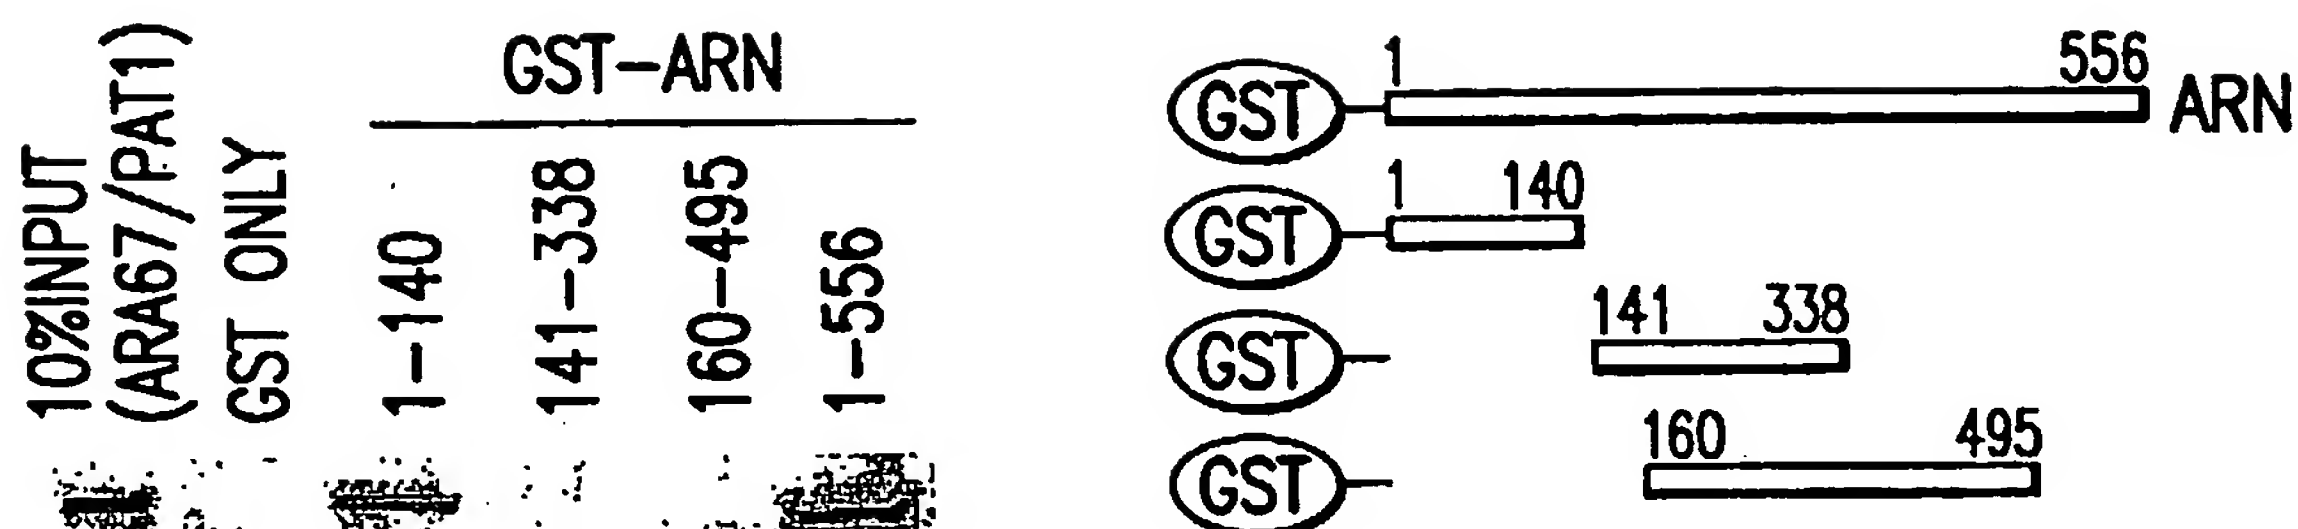 10%INPUT
(ARA67/PAT1)
GST ONLY
GST-ARN
1-140
141-338
160-495
1-556
GST 1 556 ARN
GST 1 140
GST 141 338
GST 160 495